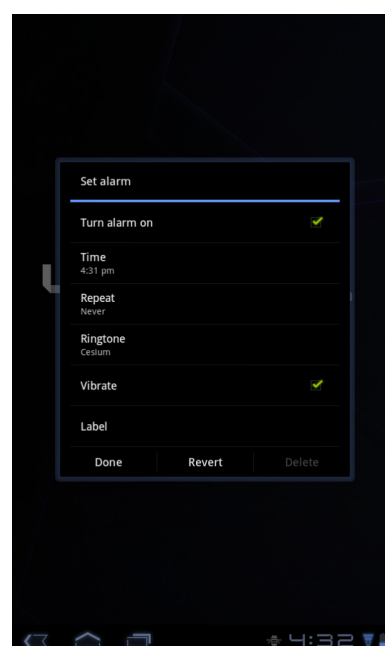 Set alarm
Turn alarm on
Time
4:31 pm
Repeat
Never
Ringtone
Cesium
Vibrate
Label
Done Revert Delete
4:32